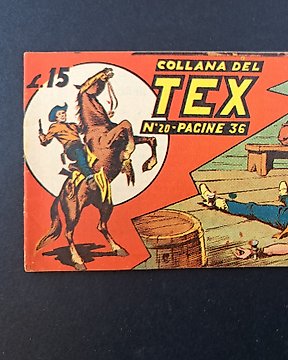 L. 15
COLLANA DEL
TEX
N° 20 - PAGINE 36